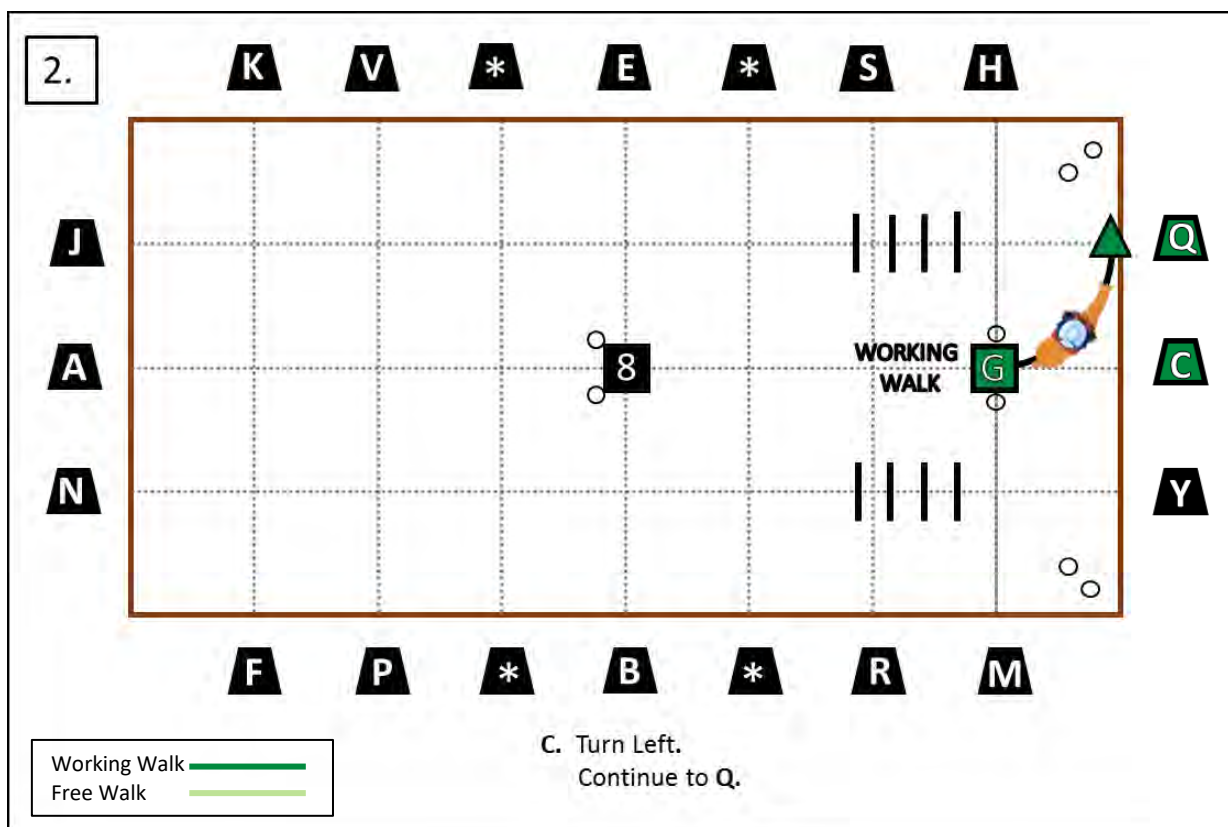 2.
K V * E * S H
J
Q
A
8
WORKING
WALK
G
C
N
Y
F P * B * R M
C. Turn Left.
Continue to Q.
Working Walk
Free Walk